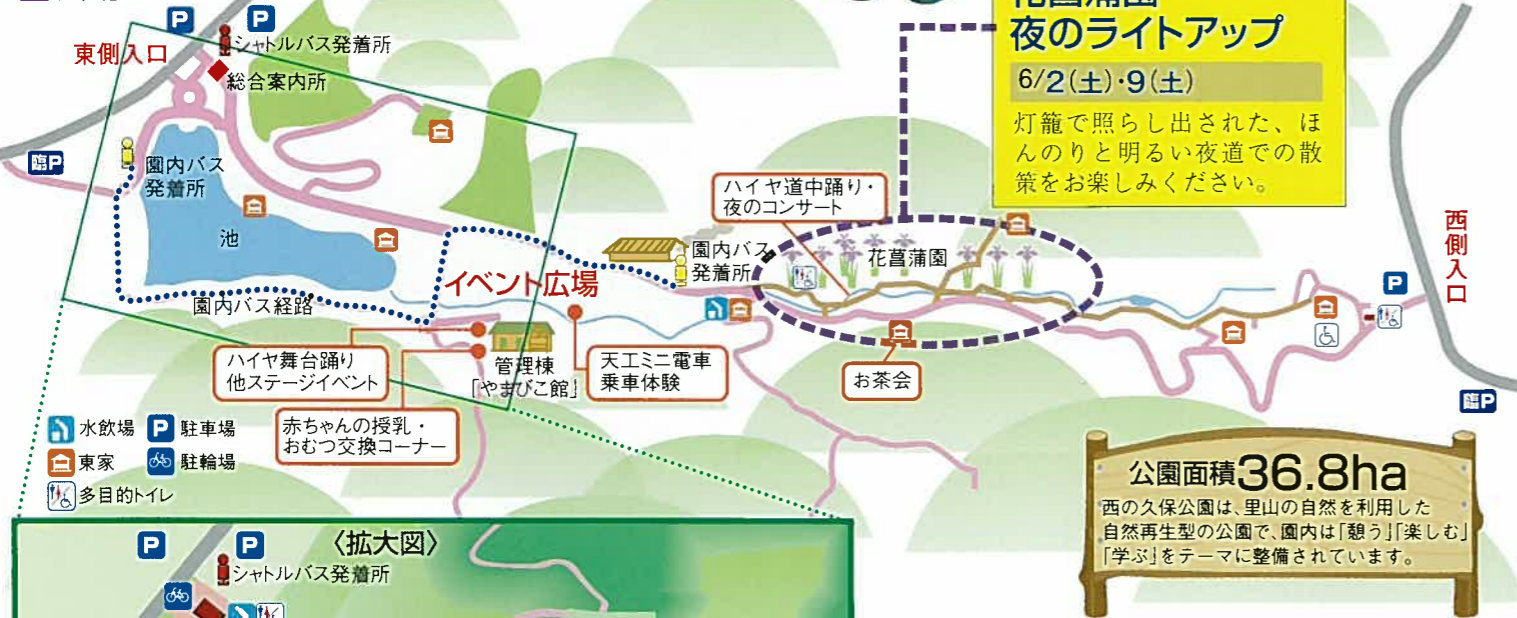 P
P
シャトルバス発着所
東側入口
総合案内所
臨P
園内バス
発着所
池
園内バス経路
イベント広場
園内バス
発着所
ハイヤ道中踊り・
夜のコンサート
花菖蒲園
夜のライトアップ
6/2(土)・9(土)
灯籠で照らし出された、ほ
んのりと明るい夜道での散
策をお楽しみください。
花菖蒲園
西側入口
P
臨P
お茶会
ハイヤ舞台踊り
他ステージイベント
管理棟
「やまびこ館」
天工ミニ電車
乗車体験
赤ちゃんの授乳・
おむつ交換コーナー
水飲場
P 駐車場
東家
駐輪場
多目的トイレ
公園面積36.8ha
西の久保公園は、里山の自然を利用した
自然再生型の公園で、園内は「憩う」「楽しむ」
「学ぶ」をテーマに整備されています。
〈拡大図〉
P
P
シャトルバス発着所